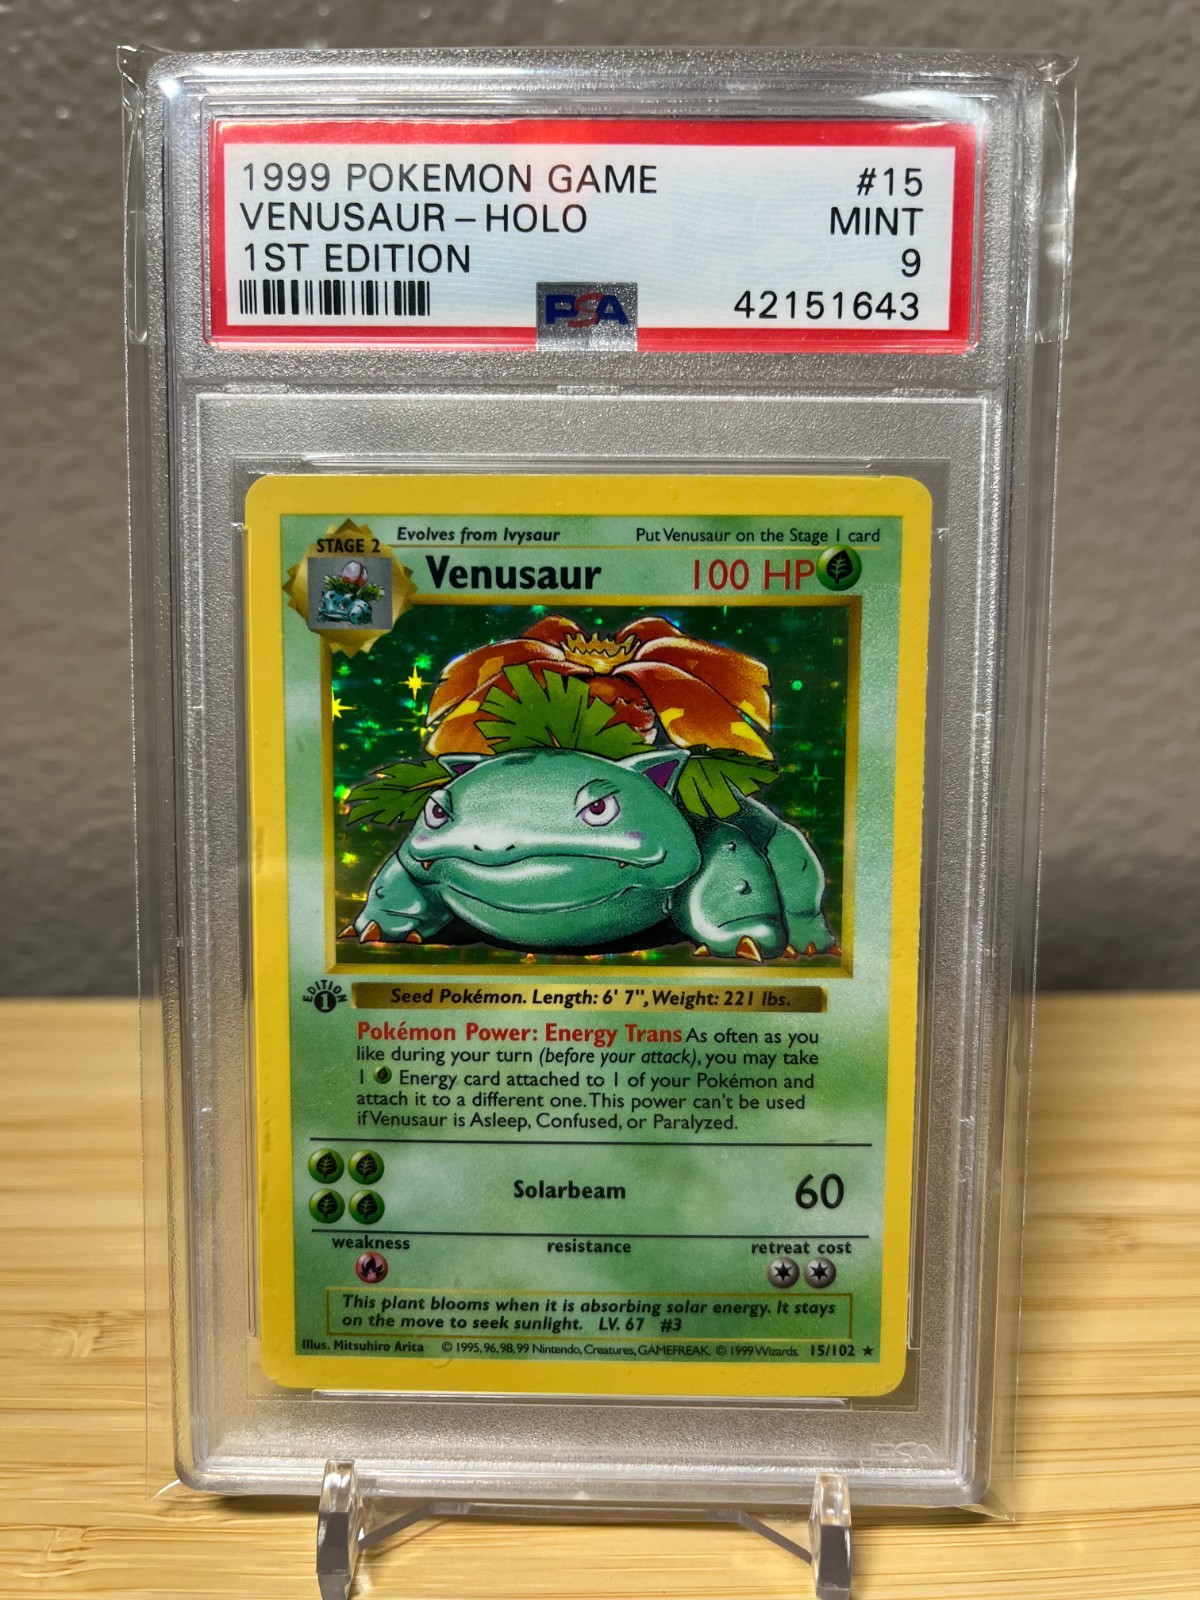 1999 POKEMON GAME #15
VENUSAUR – HOLO MINT
1ST EDITION 9
PSA 42151643
STAGE 2 Evolves from Ivysaur Put Venusaur on the Stage 1 card
Venusaur 100 HP
EDITION 1
Seed Pokémon. Length: 6' 7", Weight: 221 lbs.
Pokémon Power: Energy Trans As often as you
like during your turn (before your attack), you may take
1 Energy card attached to 1 of your Pokémon and
attach it to a different one. This power can't be used
if Venusaur is Asleep, Confused, or Paralyzed.
Solarbeam 60
weakness resistance retreat cost
This plant blooms when it is absorbing solar energy. It stays
on the move to seek sunlight. LV. 67 #3
Illus. Mitsuhiro Arita © 1995, 96, 98, 99 Nintendo, Creatures, GAMEFREAK. © 1999 Wizards. 15/102 ★
PSA